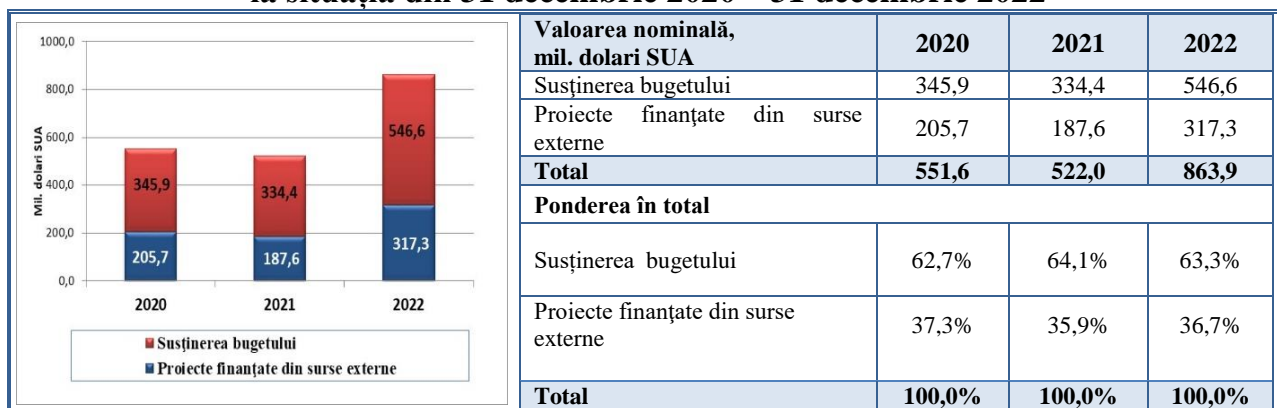 la situația din 31 decembrie 2020 – 31 decembrie 2022
1000,0
800,0
600,0
400,0
200,0
0,0
Mil. dolari SUA
345,9
205,7
334,4
187,6
546,6
317,3
2020
2021
2022
Susținerea bugetului
Proiecte finanțate din surse externe
Valoarea nominală,
mil. dolari SUA
2020
2021
2022
Susţinerea bugetului
345,9
334,4
546,6
Proiecte finanţate din surse
externe
205,7
187,6
317,3
Total
551,6
522,0
863,9
Ponderea în total
Susținerea bugetului
62,7%
64,1%
63,3%
Proiecte finanţate din surse
externe
37,3%
35,9%
36,7%
Total
100,0%
100,0%
100,0%